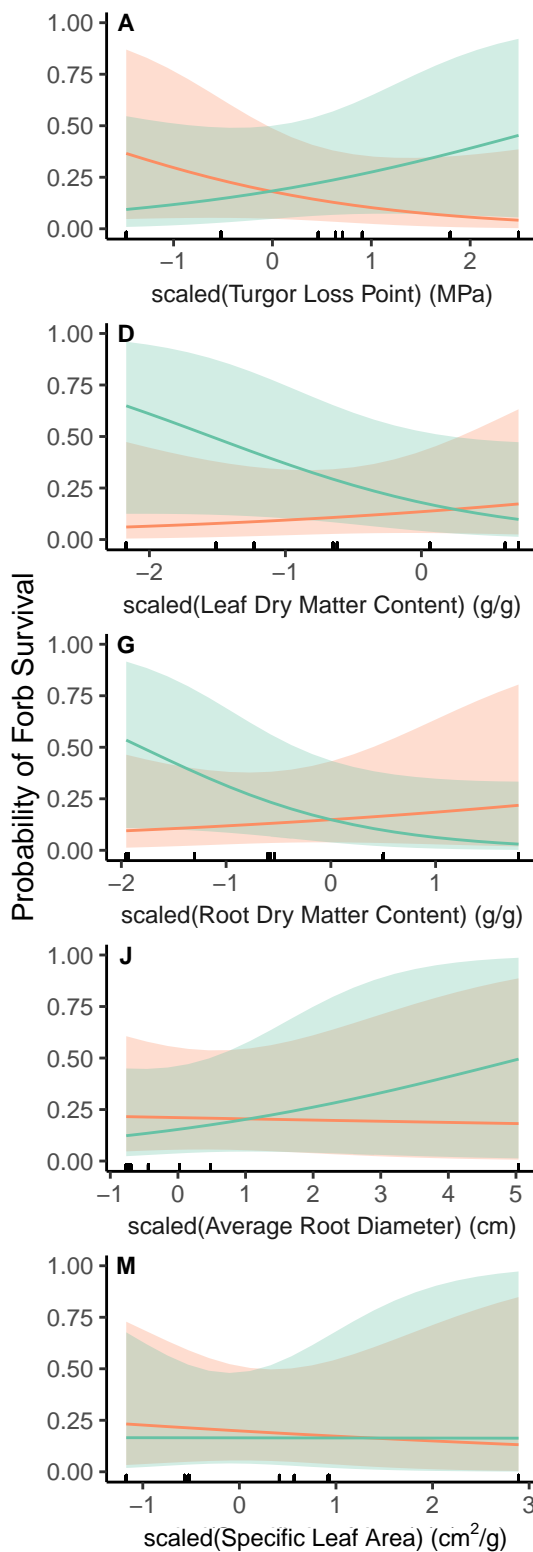 Probability of Forb Survival
A
1.00
0.75
0.50
0.25
0.00
−1 0 1 2
scaled(Turgor Loss Point) (MPa)
D
1.00
0.75
0.50
0.25
0.00
−2 −1 0
scaled(Leaf Dry Matter Content) (g/g)
G
1.00
0.75
0.50
0.25
0.00
−2 −1 0 1
scaled(Root Dry Matter Content) (g/g)
J
1.00
0.75
0.50
0.25
0.00
−1 0 1 2 3 4 5
scaled(Average Root Diameter) (cm)
M
1.00
0.75
0.50
0.25
0.00
−1 0 1 2 3
scaled(Specific Leaf Area) (cm²/g)